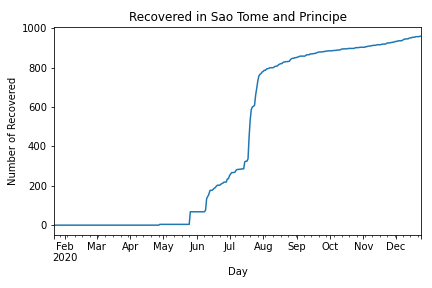 Recovered in Sao Tome and Principe
Number of Recovered
1000
800
600
400
200
0
Feb Mar Apr May Jun Jul Aug Sep Oct Nov Dec
2020
Day